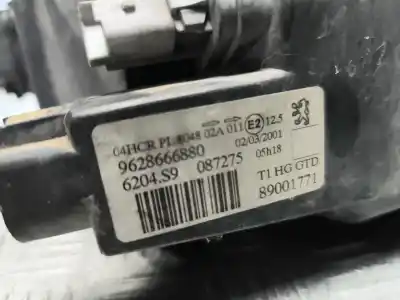 04HCR PL 8048 02A 011 E2 12.5
02/03/2001
9628666880
05h18
6204.S9 087275
T1 HG GTD
89001771